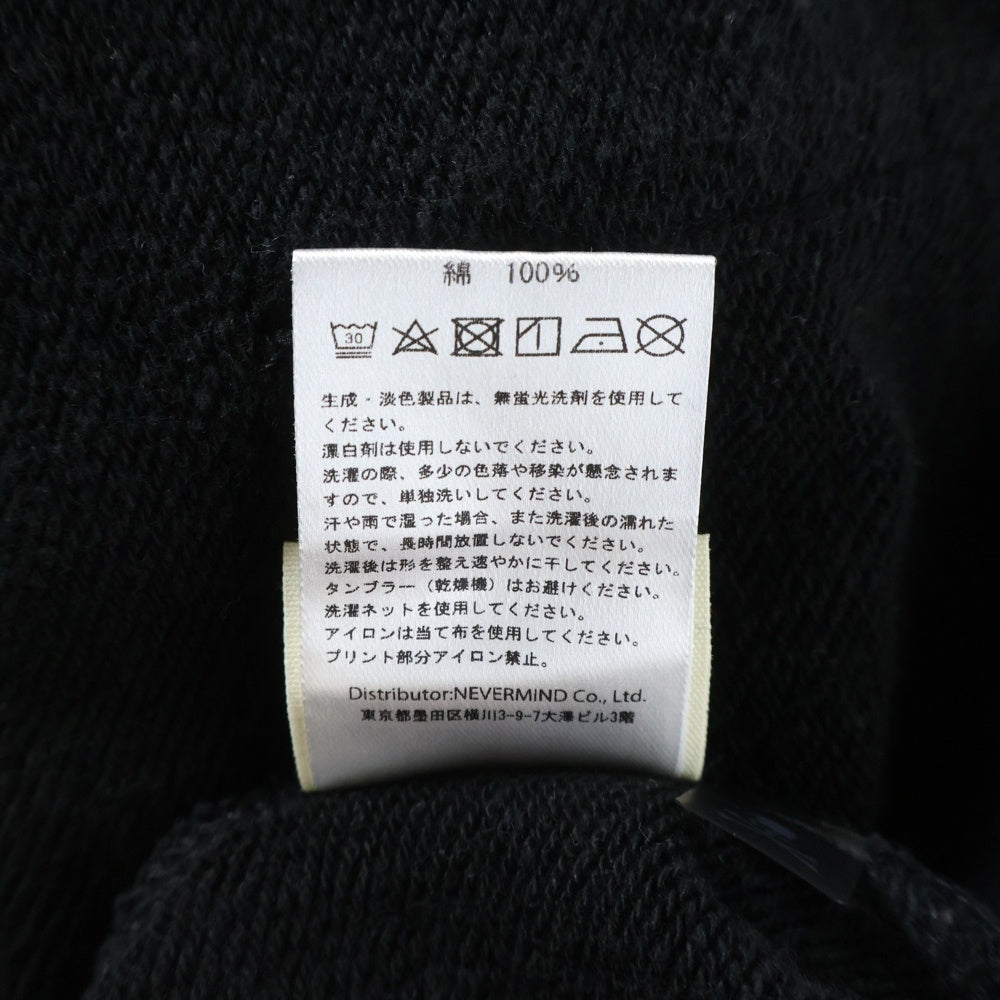 綿 100%
30
生成・淡色製品は、無蛍光洗剤を使用して
ください。
漂白剤は使用しないでください。
洗濯の際、多少の色落や移染が懸念されま
すので、単独洗いしてください。
汗や雨で湿った場合、また洗濯後の濡れた
状態で、長時間放置しないでください。
洗濯後は形を整え速やかに干してください。
タンブラー（乾燥機）はお避けください。
洗濯ネットを使用してください。
アイロンは当て布を使用してください。
プリント部分アイロン禁止。
Distributor:NEVERMIND Co., Ltd.
東京都墨田区横川3-9-7大澤ビル3階